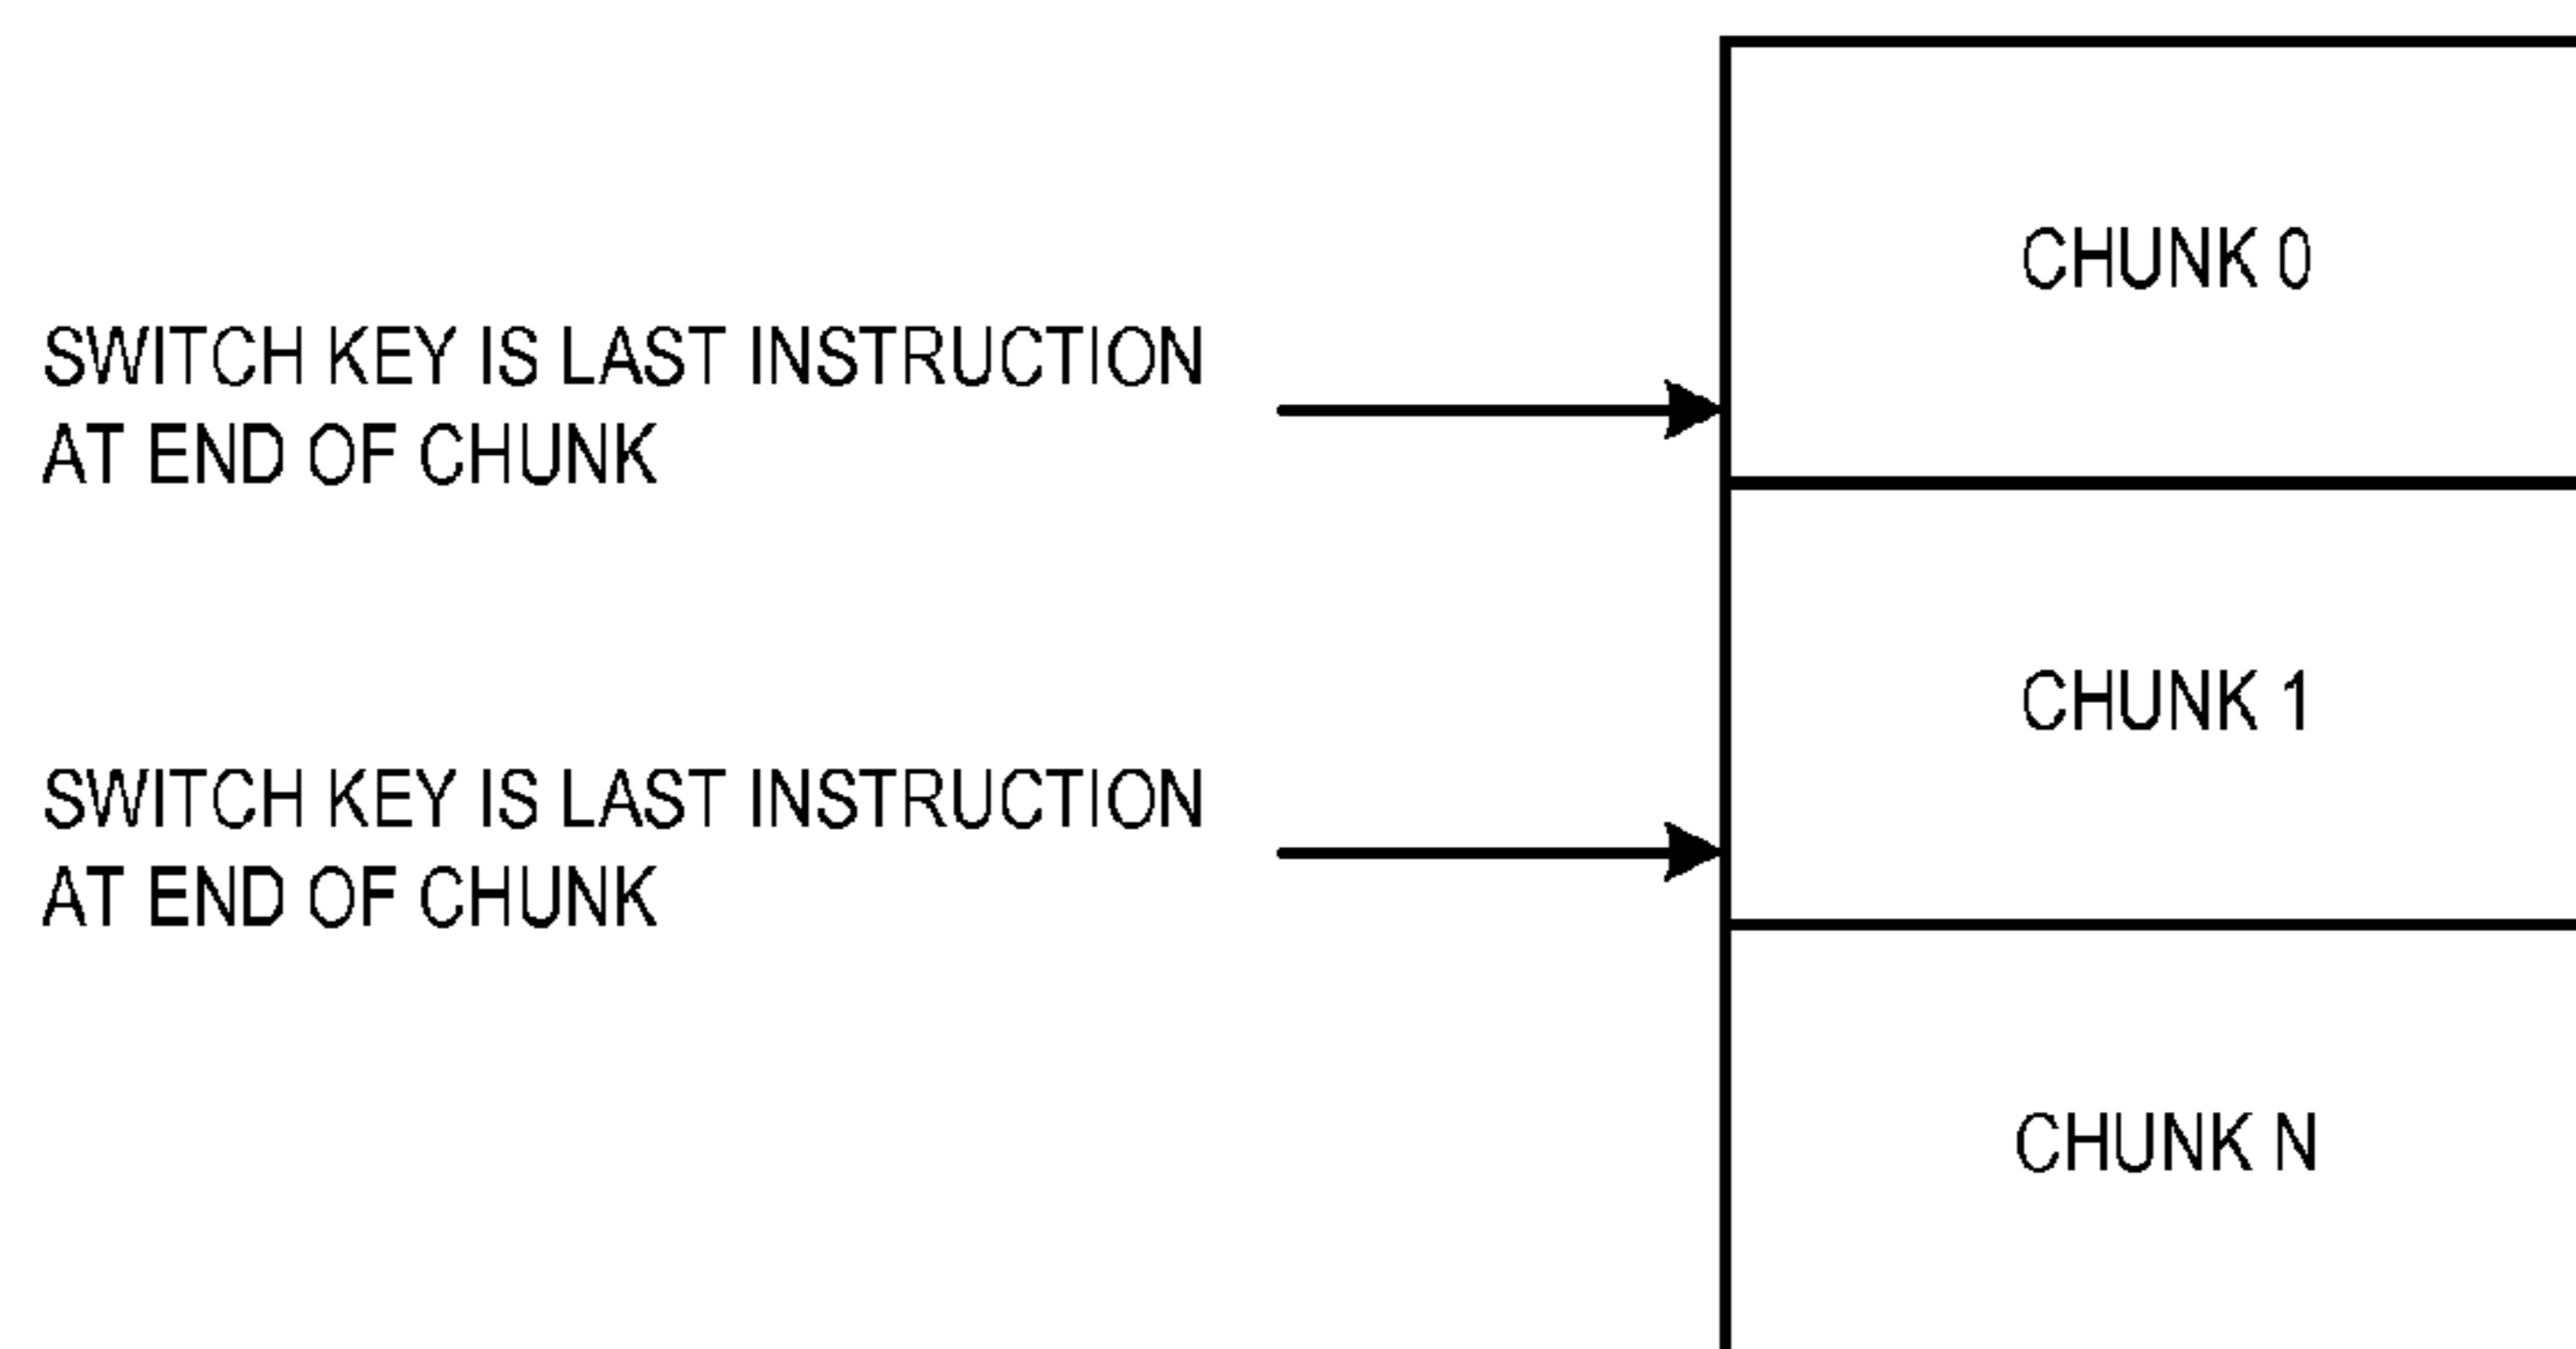 CHUNK 0
SWITCH KEY IS LAST INSTRUCTION
AT END OF CHUNK
CHUNK 1
SWITCH KEY IS LAST INSTRUCTION
AT END OF CHUNK
CHUNK N